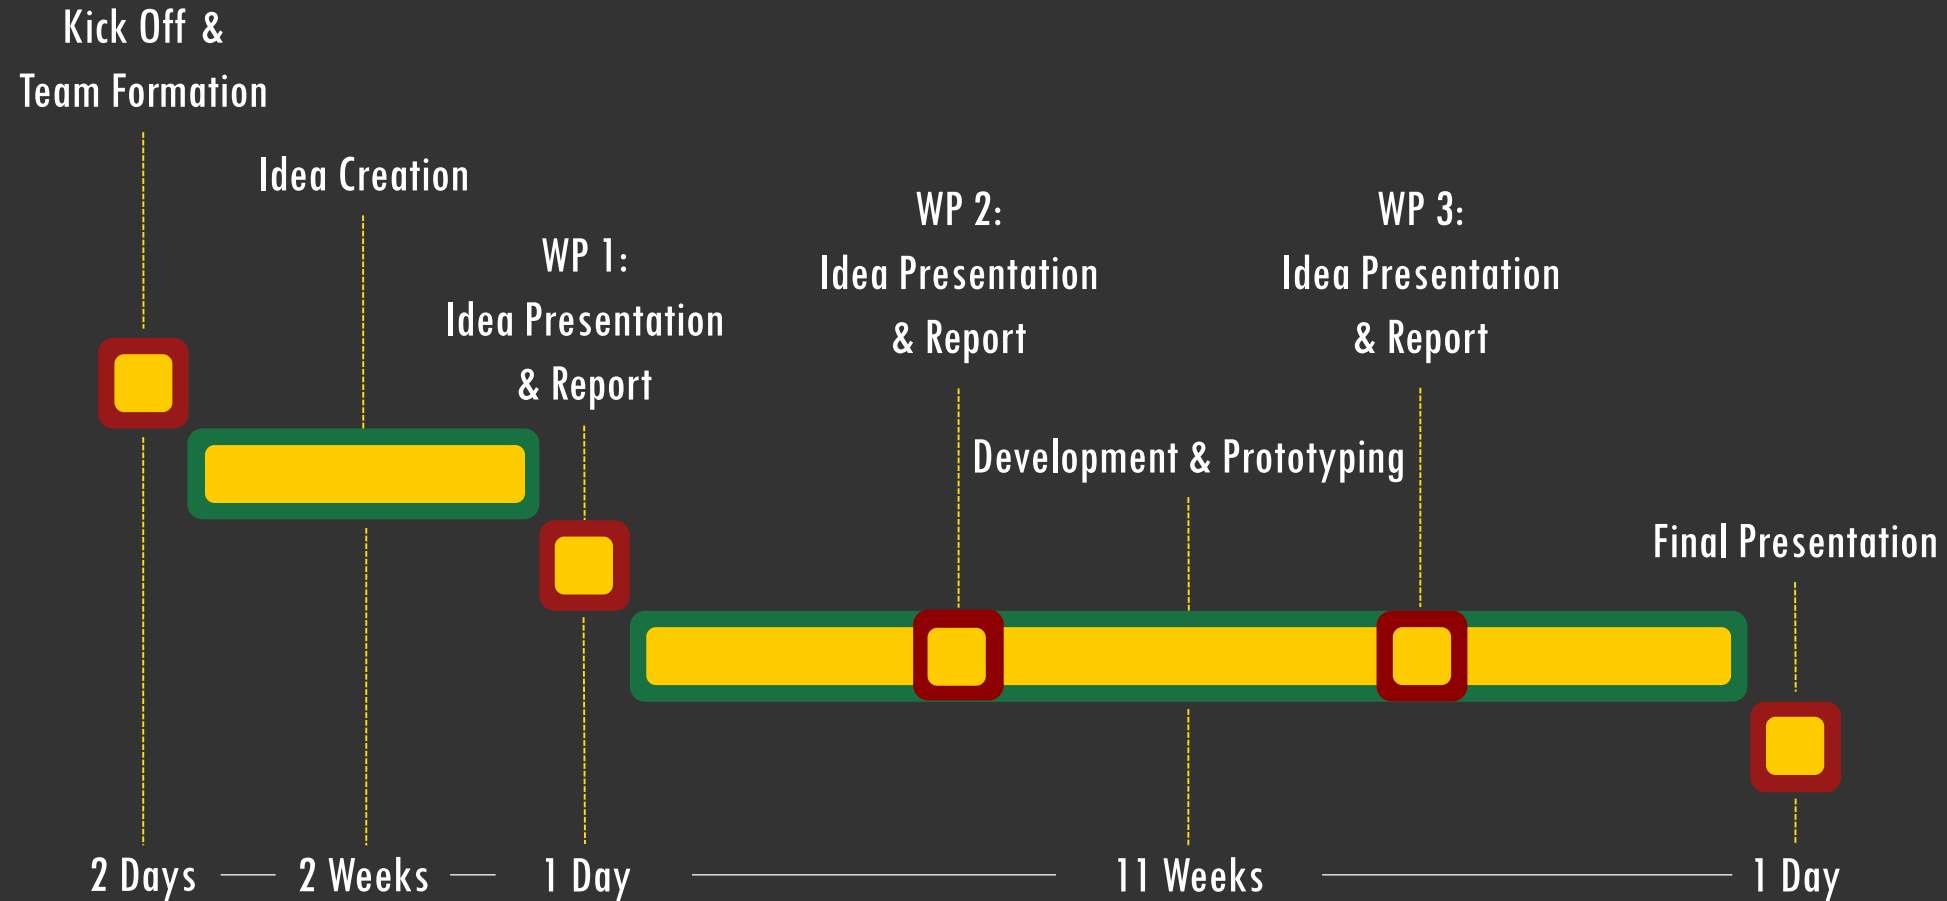 Kick Off &
Team Formation
Idea Creation
WP 1:
Idea Presentation
& Report
WP 2:
Idea Presentation
& Report
WP 3:
Idea Presentation
& Report
Development & Prototyping
Final Presentation
2 Days
2 Weeks
1 Day
11 Weeks
1 Day